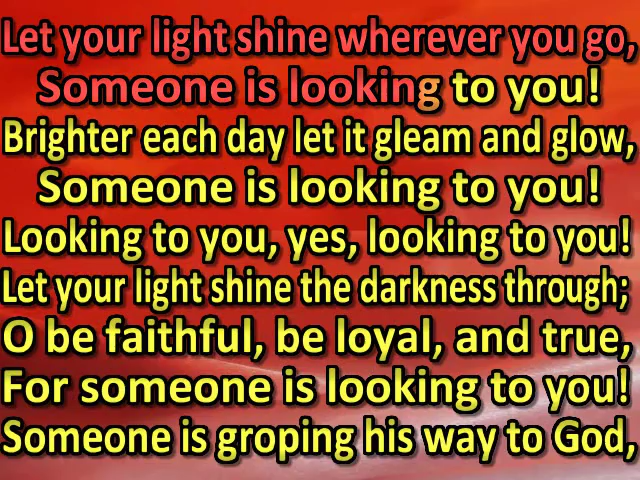 Let your light shine wherever you go,
Someone is looking to you!
Brighter each day let it gleam and glow,
Someone is looking to you!
Looking to you, yes, looking to you!
Let your light shine the darkness through;
O be faithful, be loyal, and true,
For someone is looking to you!
Someone is groping his way to God,